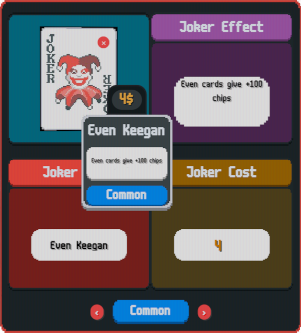 JOKER
JOKER
Joker Effect
Even cards give +100
chips
4$
Even Keegan
Even cards give +100 chips
Common
Joker
Even Keegan
Joker Cost
4
‹
Common
›